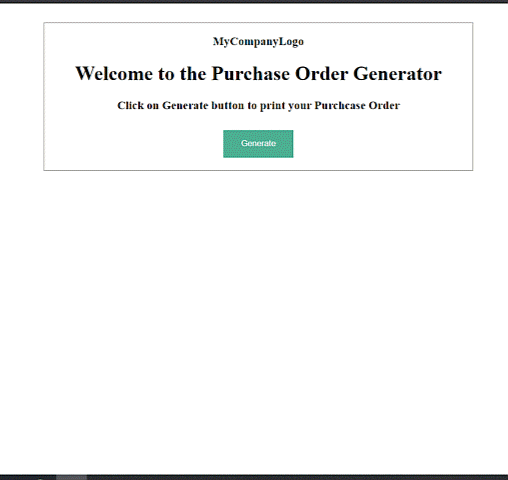 MyCompanyLogo
Welcome to the Purchase Order Generator
Click on Generate button to print your Purchcase Order
Generate